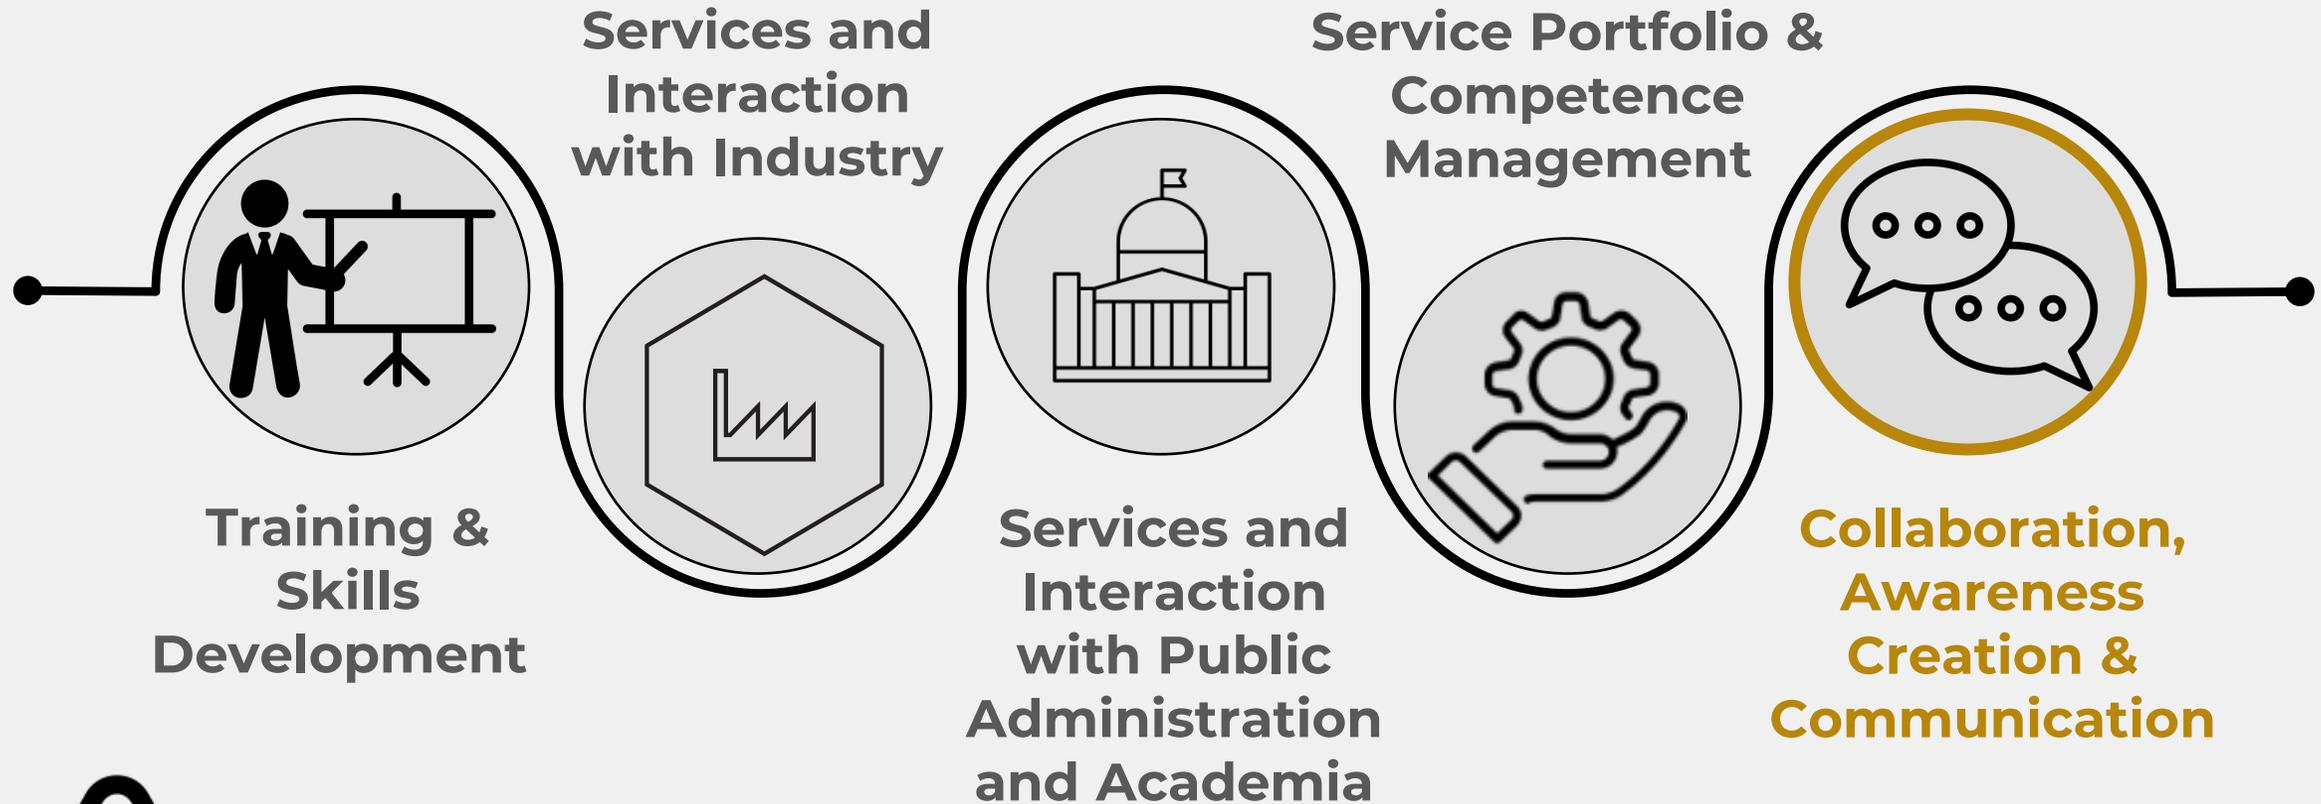 Training &
Skills
Development
Services and
Interaction
with Industry
Services and
Interaction
with Public
Administration
and Academia
Service Portfolio &
Competence
Management
Collaboration,
Awareness
Creation &
Communication